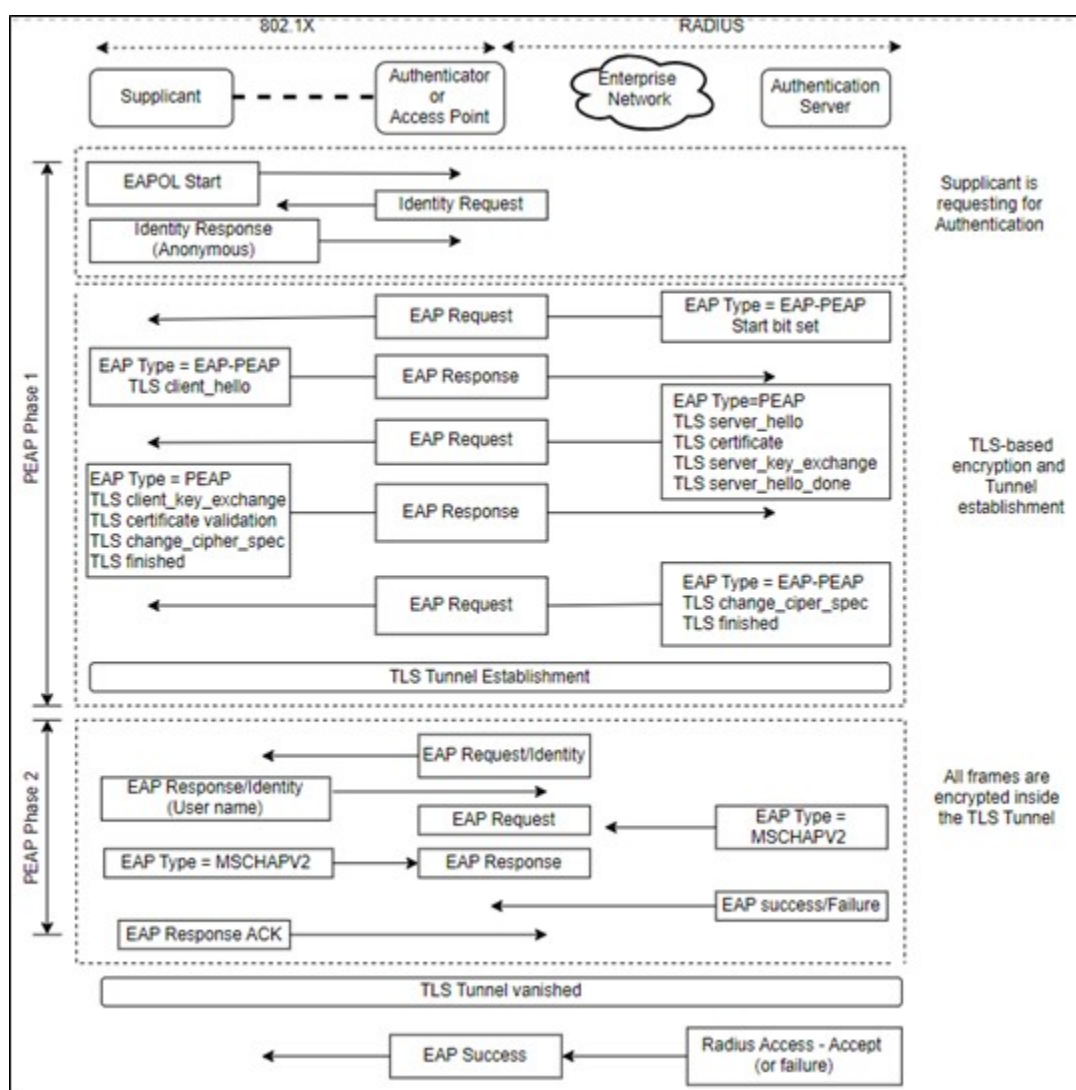 802.1X
RADIUS
Supplicant
Authenticator
or
Access Point
Enterprise
Network
Authentication
Server
PEAP Phase 1
EAPOL Start
Identity Request
Identity Response
(Anonymous)
Supplicant is
requesting for
Authentication
EAP Request
EAP Type = EAP-PEAP
Start bit set
EAP Type = EAP-PEAP
TLS client_hello
EAP Response
EAP Type=PEAP
TLS server_hello
TLS certificate
TLS server_key_exchange
TLS server_hello_done
EAP Request
TLS-based
encryption and
Tunnel
establishment
EAP Type = PEAP
TLS client_key_exchange
TLS certificate validation
TLS change_cipher_spec
TLS finished
EAP Response
EAP Request
EAP Type = EAP-PEAP
TLS change_ciper_spec
TLS finished
TLS Tunnel Establishment
PEAP Phase 2
EAP Request/Identity
EAP Response/Identity
(User name)
EAP Request
EAP Type =
MSCHAPV2
All frames are
encrypted inside
the TLS Tunnel
EAP Type = MSCHAPV2
EAP Response
EAP success/Failure
EAP Response ACK
TLS Tunnel vanished
EAP Success
Radius Access - Accept
(or failure)